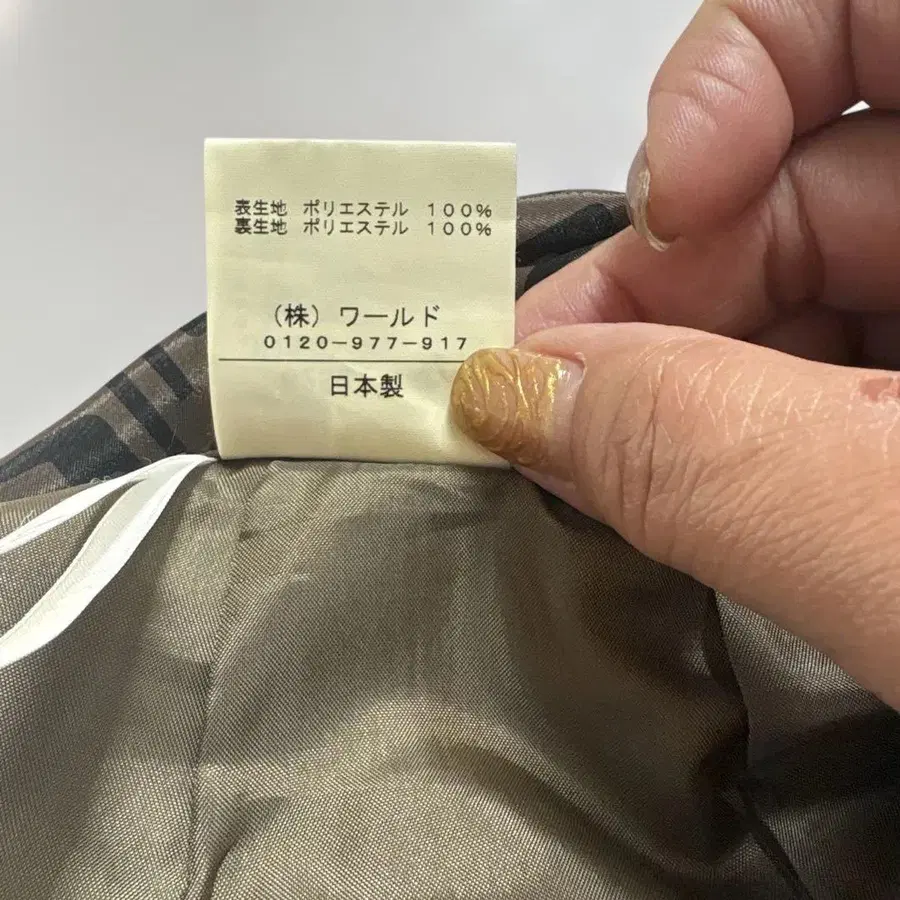 表生地 ポリエステル 100%
裏生地 ポリエステル 100%
(株) ワールド
0120-977-917
日本製